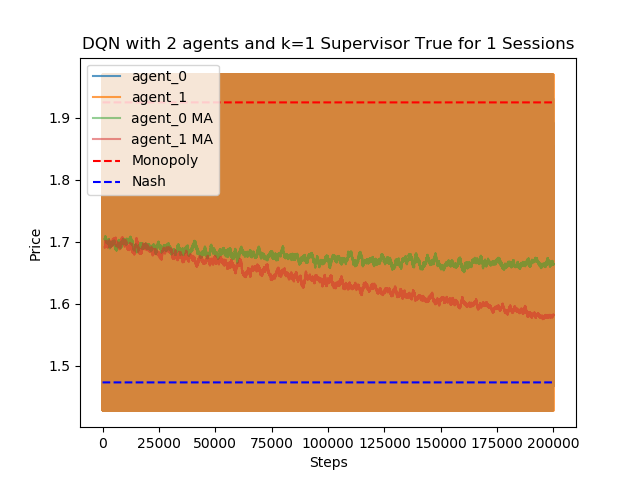 DQN with 2 agents and k=1 Supervisor True for 1 Sessions
agent_0
agent_1
agent_0 MA
agent_1 MA
Monopoly
Nash
1.9
1.8
1.7
1.6
1.5
Price
0 25000 50000 75000 100000 125000 150000 175000 200000
Steps